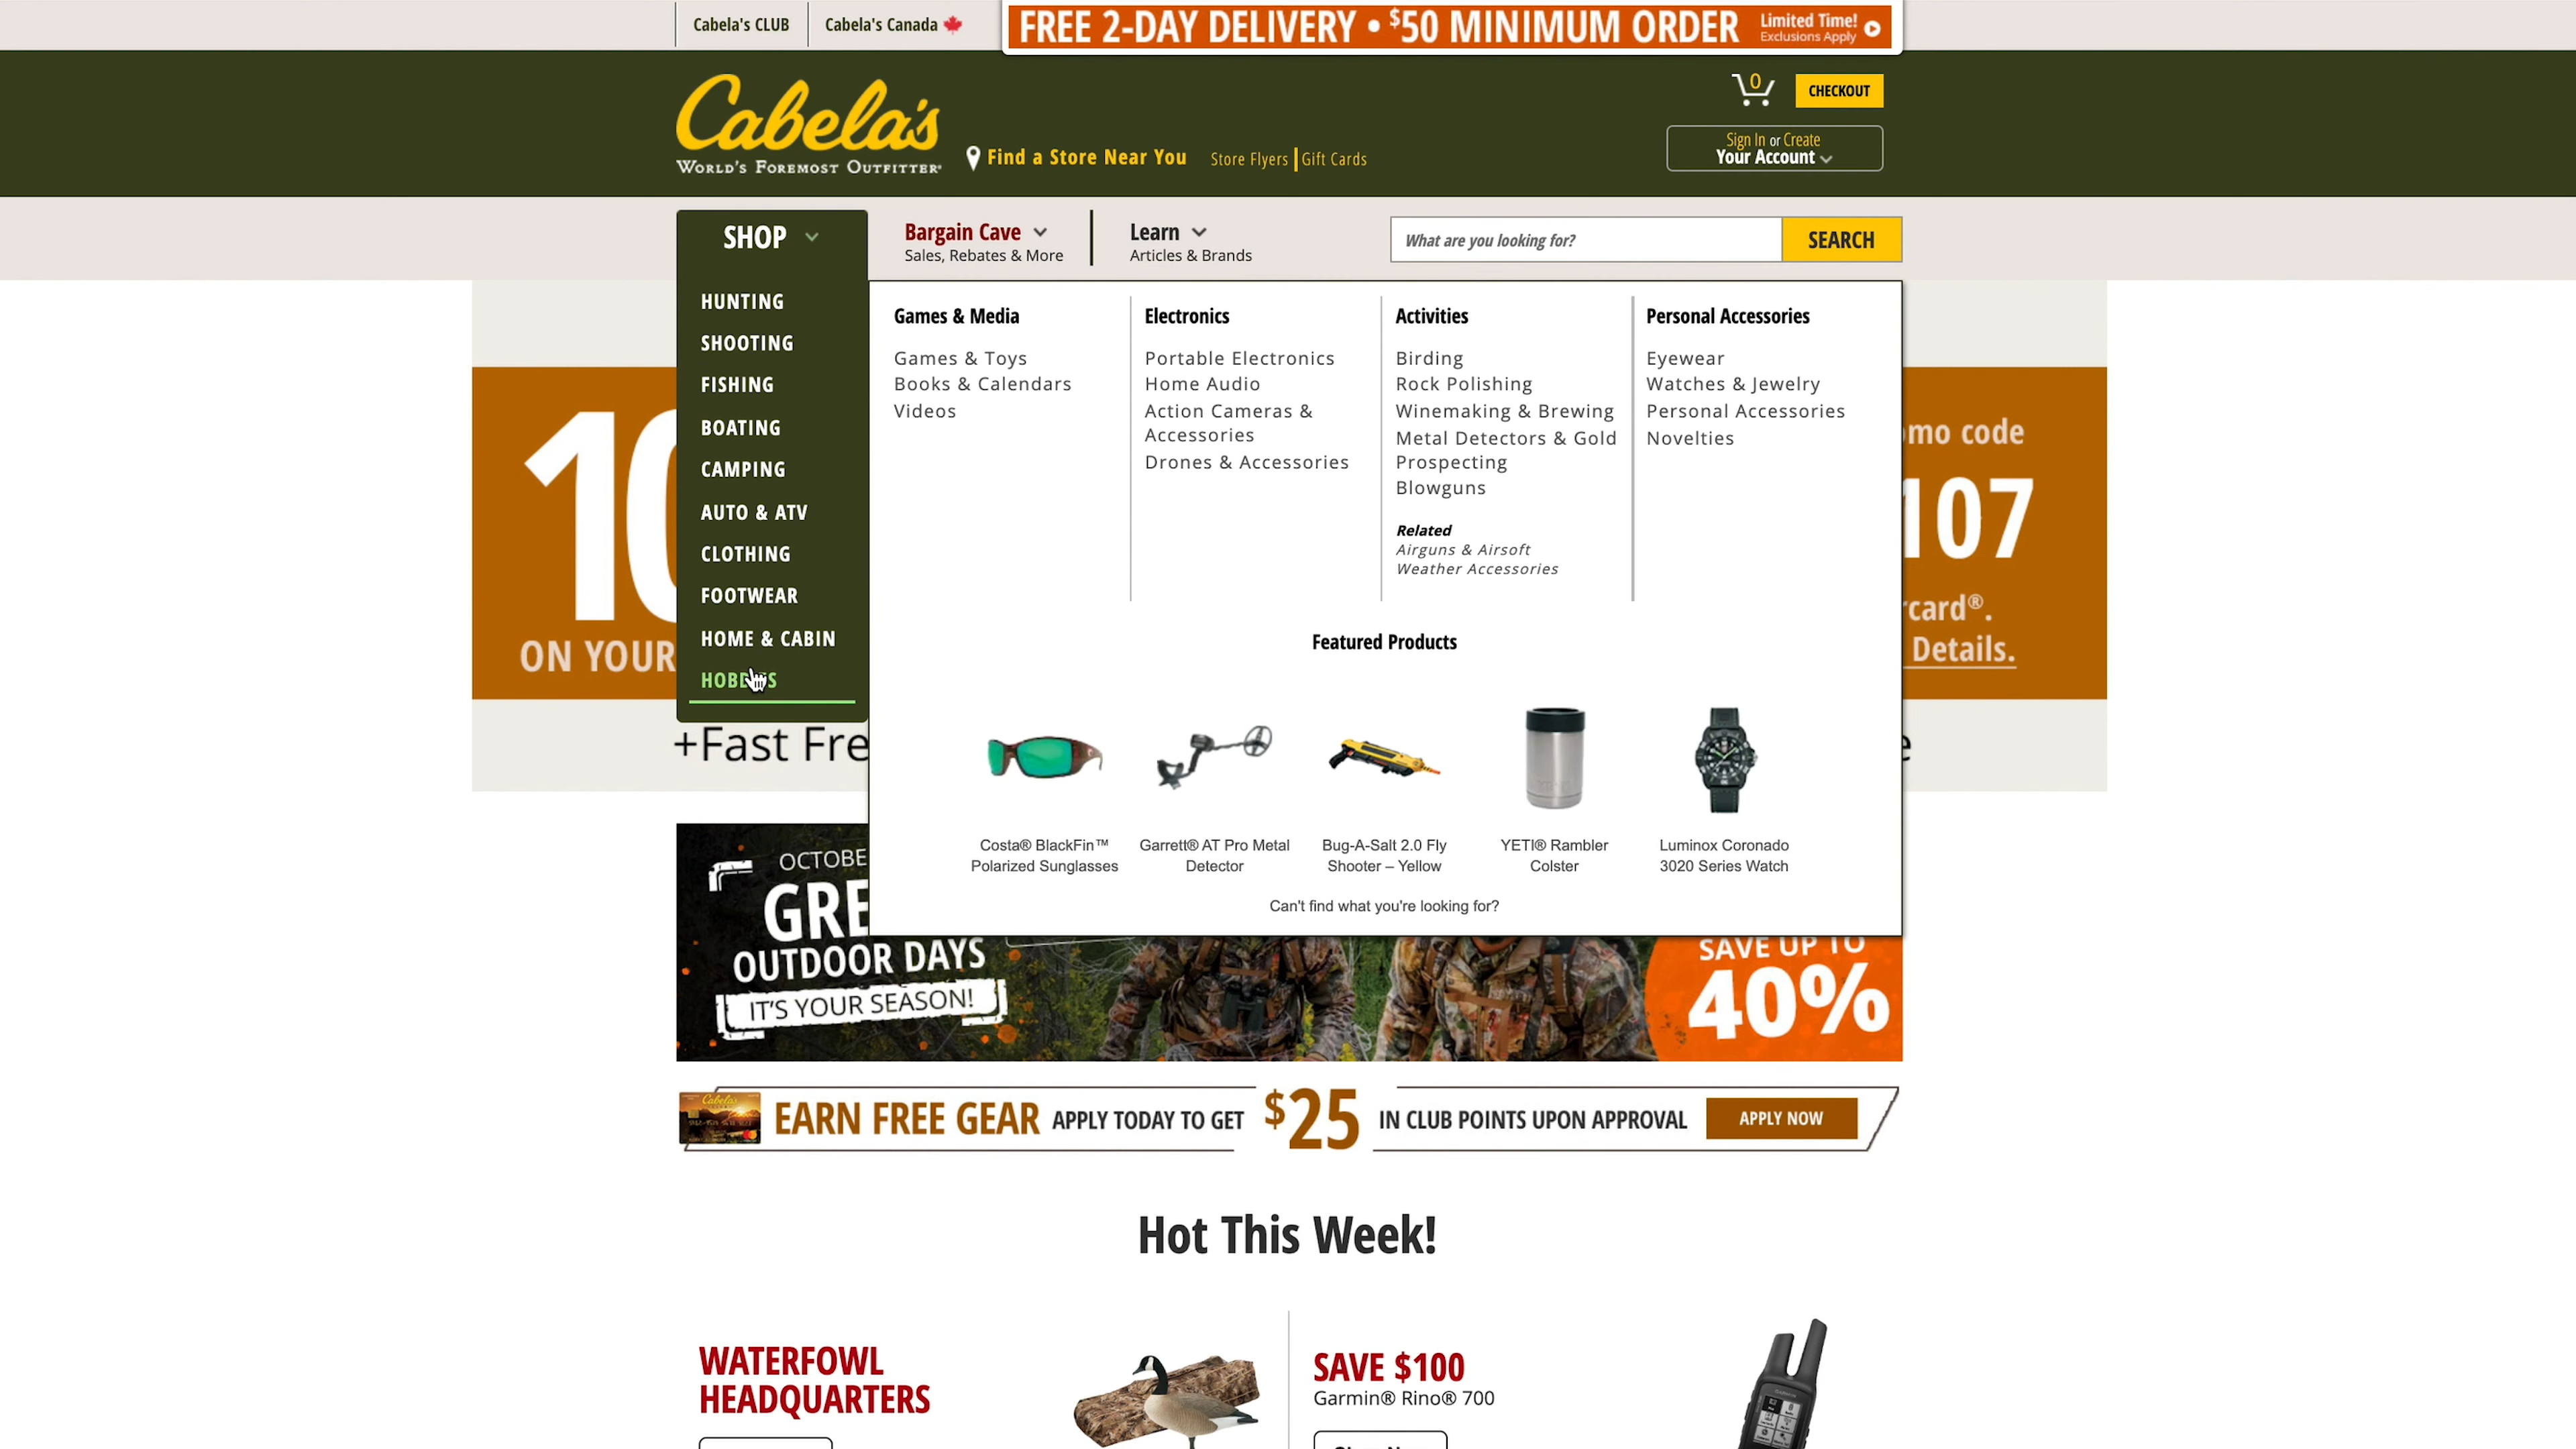 Cabela's CLUB
Cabela's Canada
FREE 2-DAY DELIVERY • $50 MINIMUM ORDER
Limited Time!
Exclusions Apply
Cabela's
WORLD'S FOREMOST OUTFITTER®
Find a Store Near You
Store Flyers
Gift Cards
0
CHECKOUT
Sign In or Create
Your Account
SHOP
Bargain Cave
Sales, Rebates & More
Learn
Articles & Brands
What are you looking for?
SEARCH
HUNTING
SHOOTING
FISHING
BOATING
CAMPING
AUTO & ATV
CLOTHING
FOOTWEAR
HOME & CABIN
Games & Media
Games & Toys
Books & Calendars
Videos
Electronics
Portable Electronics
Home Audio
Action Cameras &
Accessories
Drones & Accessories
Activities
Birding
Rock Polishing
Winemaking & Brewing
Metal Detectors & Gold
Prospecting
Blowguns
Related
Airguns & Airsoft
Weather Accessories
Personal Accessories
Eyewear
Watches & Jewelry
Personal Accessories
Novelties
10
ON YOUR
+Fast Fre
mo code
107
card®.
Details.
Featured Products
Costa® BlackFin™
Polarized Sunglasses
Garrett® AT Pro Metal
Detector
Bug-A-Salt 2.0 Fly
Shooter – Yellow
YETI® Rambler
Colster
Luminox Coronado
3020 Series Watch
Can't find what you're looking for?
OCTOBE
GRE
OUTDOOR DAYS
IT'S YOUR SEASON!
SAVE UP TO
40%
EARN FREE GEAR APPLY TODAY TO GET $25 IN CLUB POINTS UPON APPROVAL
APPLY NOW
Hot This Week!
WATERFOWL
HEADQUARTERS
SAVE $100
Garmin® Rino® 700